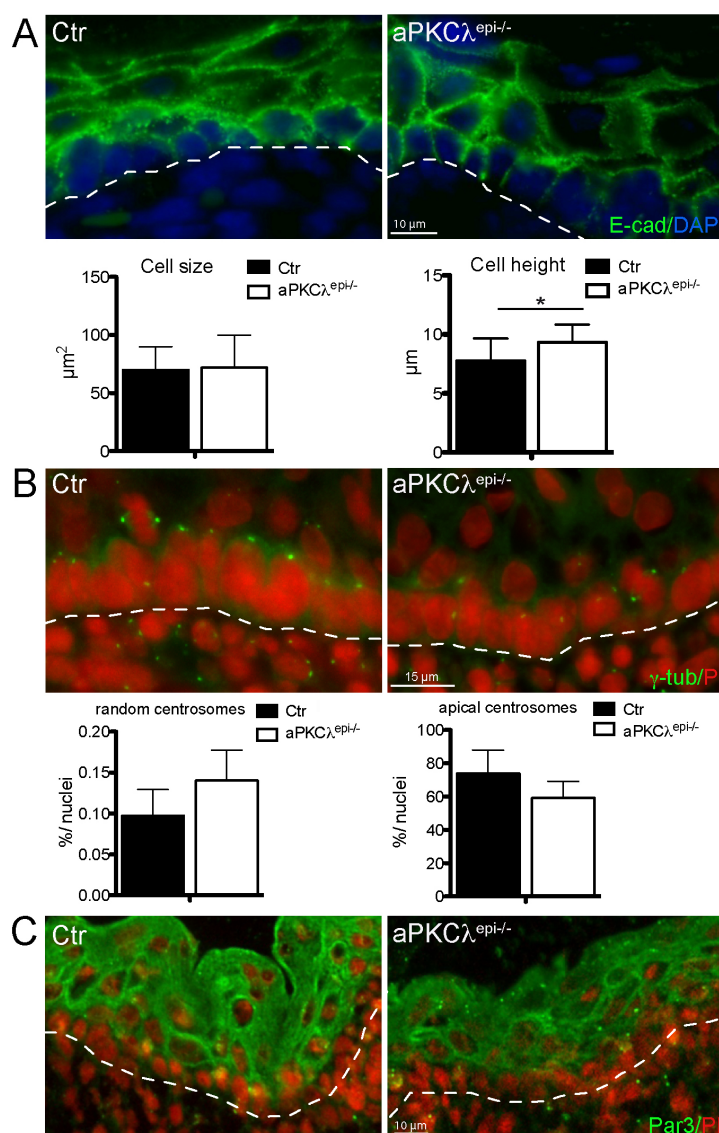 A
Ctr
aPKCλepi-/-
E-cad/DAP
10 µm
Cell size
Ctr
aPKCλepi-/-
150
100
50
0
µm2
Cell height
Ctr
aPKCλepi-/-
*
15
10
5
0
µm
B
Ctr
aPKCλepi-/-
15 µm
γ-tub/P
random centrosomes
Ctr
aPKCλepi-/-
0.20
0.15
0.10
0.05
0.00
%/ nuclei
apical centrosomes
Ctr
aPKCλepi-/-
100
80
60
40
20
0
%/ nuclei
C
Ctr
aPKCλepi-/-
10 µm
Par3/P